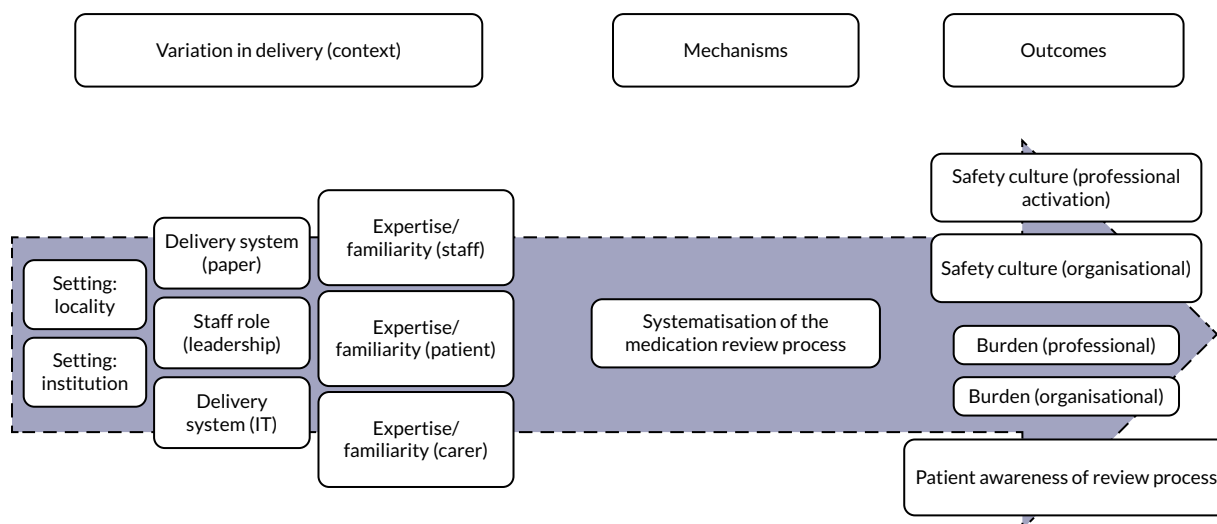 Variation in delivery (context)
Mechanisms
Outcomes
Setting:
locality
Setting:
institution
Delivery system
(paper)
Staff role
(leadership)
Delivery
system (IT)
Expertise/
familiarity (staff)
Expertise/
familiarity (patient)
Expertise/
familiarity (carer)
Systematisation of the
medication review process
Safety culture (professional
activation)
Safety culture (organisational)
Burden (professional)
Burden (organisational)
Patient awareness of review process